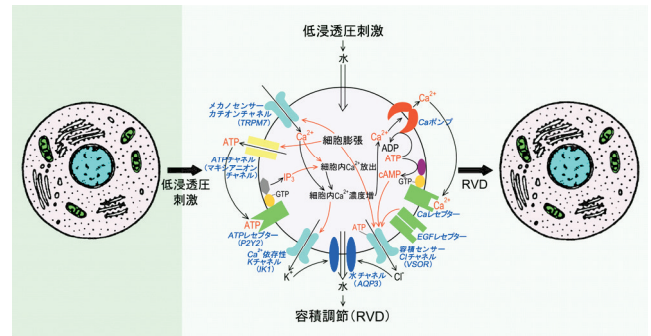 低浸透圧刺激
水
メカノセンサー
カチオンチャネル
(TRPM7)
Ca²⁺
細胞膨張
Ca²⁺
ADP
Ca²⁺
Caポンプ
ATP
ATPチャネル
(マキシアニオン
チャネル)
IP₃
GTP
細胞内Ca²⁺放出
ATP
cAMP
GTP
細胞内Ca²⁺濃度増
Ca²⁺
Caレセプター
ATP
ATPレセプター
(P2Y2)
EGFレセプター
Ca²⁺依存性
Kチャネル
(IK1)
容積センサー
Clチャネル
(VSOR)
K⁺
水
水チャネル
(AQP3)
Cl⁻
容積調節(RVD)
低浸透圧
刺激
RVD